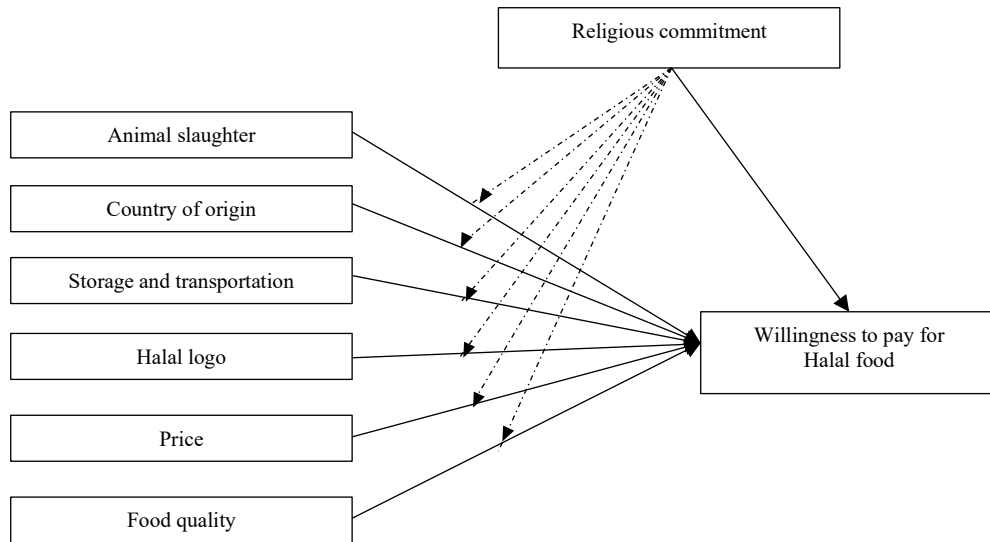 Religious commitment
Animal slaughter
Country of origin
Storage and transportation
Halal logo
Price
Food quality
Willingness to pay for
Halal food